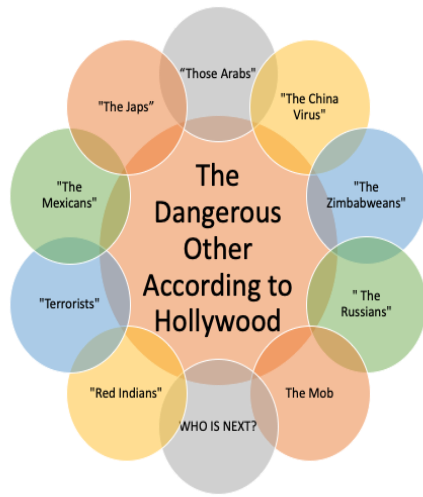 The
Dangerous
Other
According to
Hollywood
“Those Arabs"
"The China
Virus"
"The
Zimbabweans"
" The
Russians"
The Mob
WHO IS NEXT?
"Red Indians"
"Terrorists"
"The
Mexicans"
"The Japs”